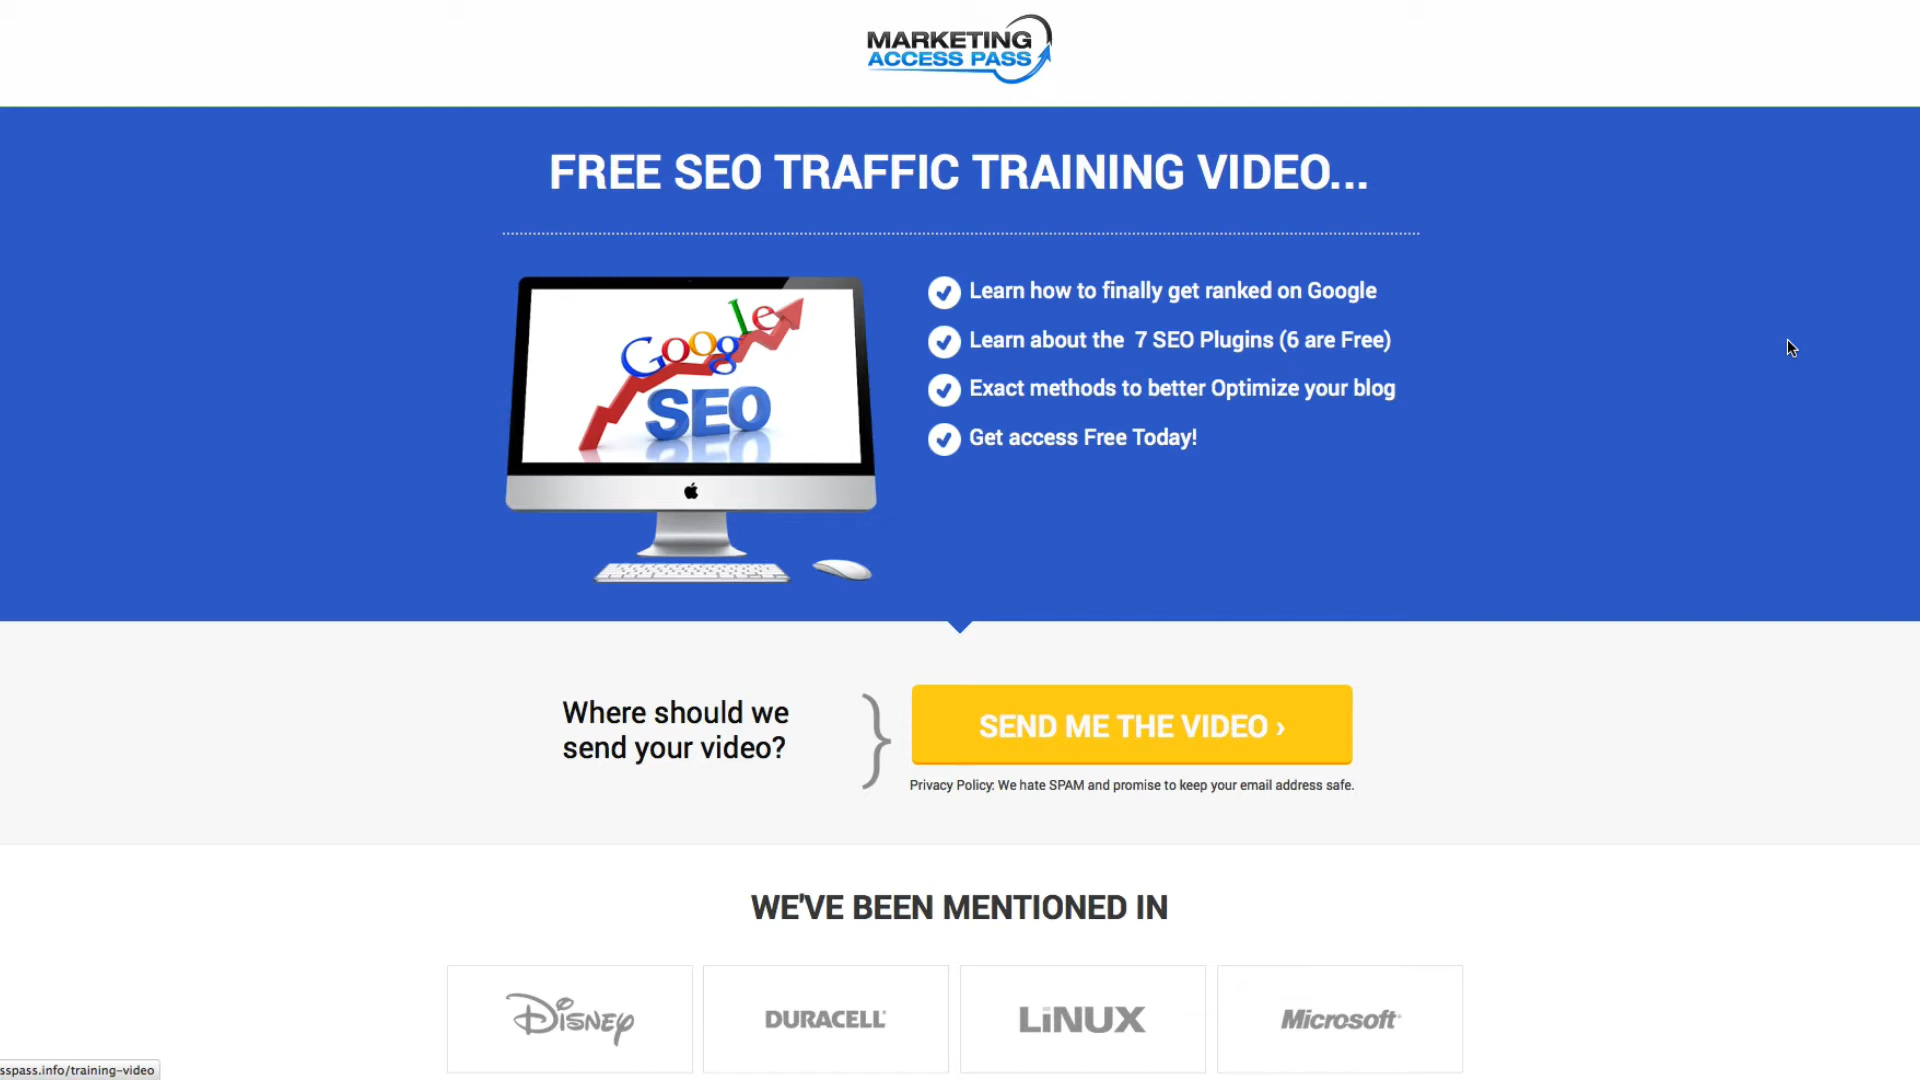 MARKETING
ACCESS PASS
FREE SEO TRAFFIC TRAINING VIDEO...
Google
SEO
Learn how to finally get ranked on Google
Learn about the 7 SEO Plugins (6 are Free)
Exact methods to better Optimize your blog
Get access Free Today!
Where should we
send your video?
SEND ME THE VIDEO ›
Privacy Policy: We hate SPAM and promise to keep your email address safe.
WE'VE BEEN MENTIONED IN
Disney
DURACELL
LiNUX
Microsoft
sspass.info/training-video